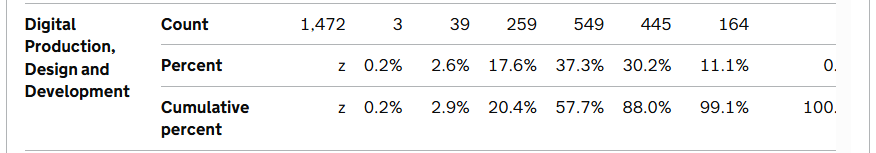 Digital Production, Design and Development
Count 1,472 3 39 259 549 445 164
Percent z 0.2% 2.6% 17.6% 37.3% 30.2% 11.1% 0.
Cumulative percent z 0.2% 2.9% 20.4% 57.7% 88.0% 99.1% 100.